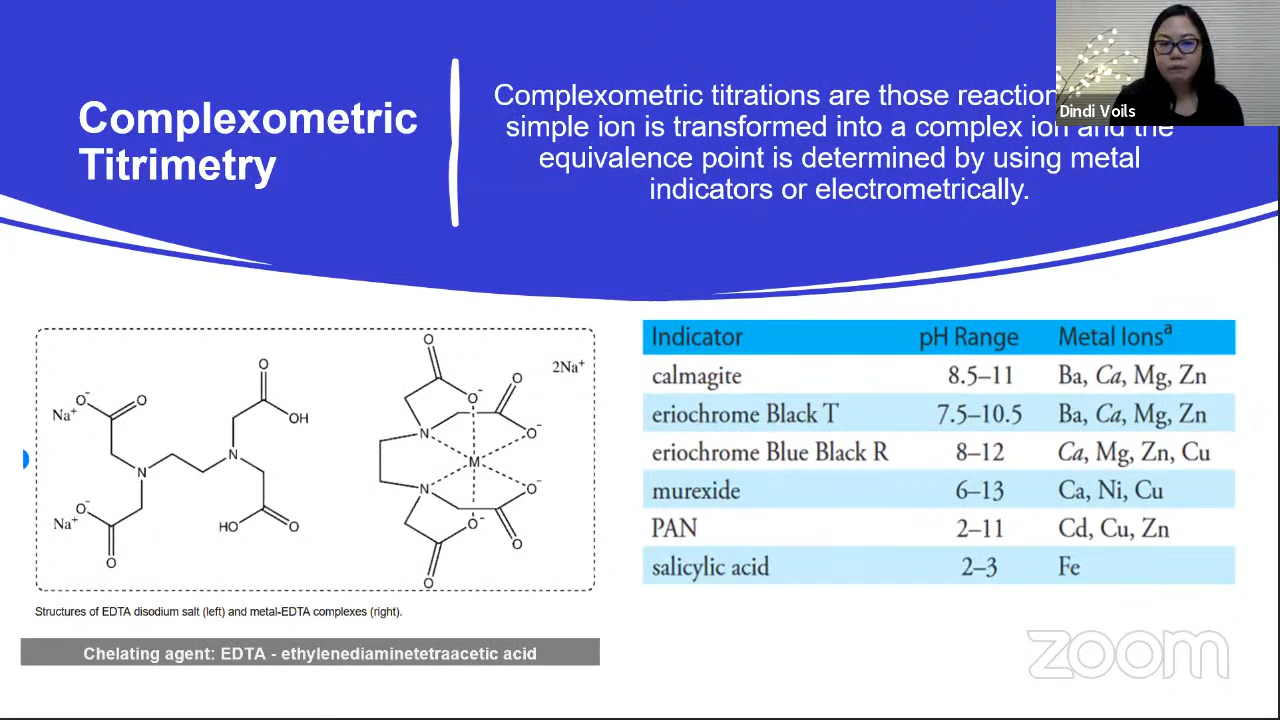 Complexometric
Titrimetry
Complexometric titrations are those reaction
simple ion is transformed into a complex ion and the
equivalence point is determined by using metal
indicators or electrometrically.
Dindi Voils
O⁻
Na⁺
O
O
OH
N
N
Na⁺
O⁻
HO
O
O
O
2Na⁺
O⁻
O
N
O⁻
M
N
O⁻
O⁻
O
O
Structures of EDTA disodium salt (left) and metal-EDTA complexes (right).
Chelating agent: EDTA - ethylenediaminetetraacetic acid
Indicator pH Range Metal Ionsᵃ
calmagite 8.5–11 Ba, Ca, Mg, Zn
eriochrome Black T 7.5–10.5 Ba, Ca, Mg, Zn
eriochrome Blue Black R 8–12 Ca, Mg, Zn, Cu
murexide 6–13 Ca, Ni, Cu
PAN 2–11 Cd, Cu, Zn
salicylic acid 2–3 Fe
zoom